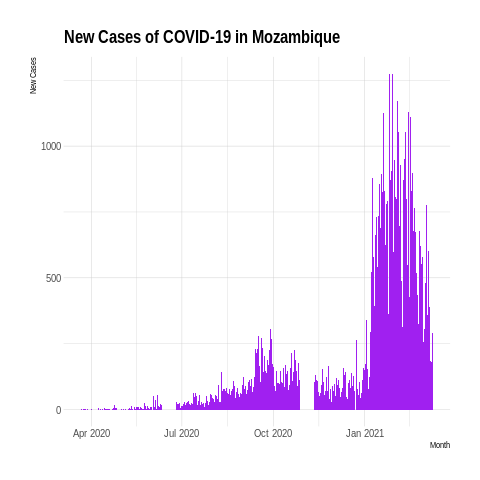 New Cases of COVID-19 in Mozambique
New Cases
1000
500
0
Apr 2020 Jul 2020 Oct 2020 Jan 2021
Month